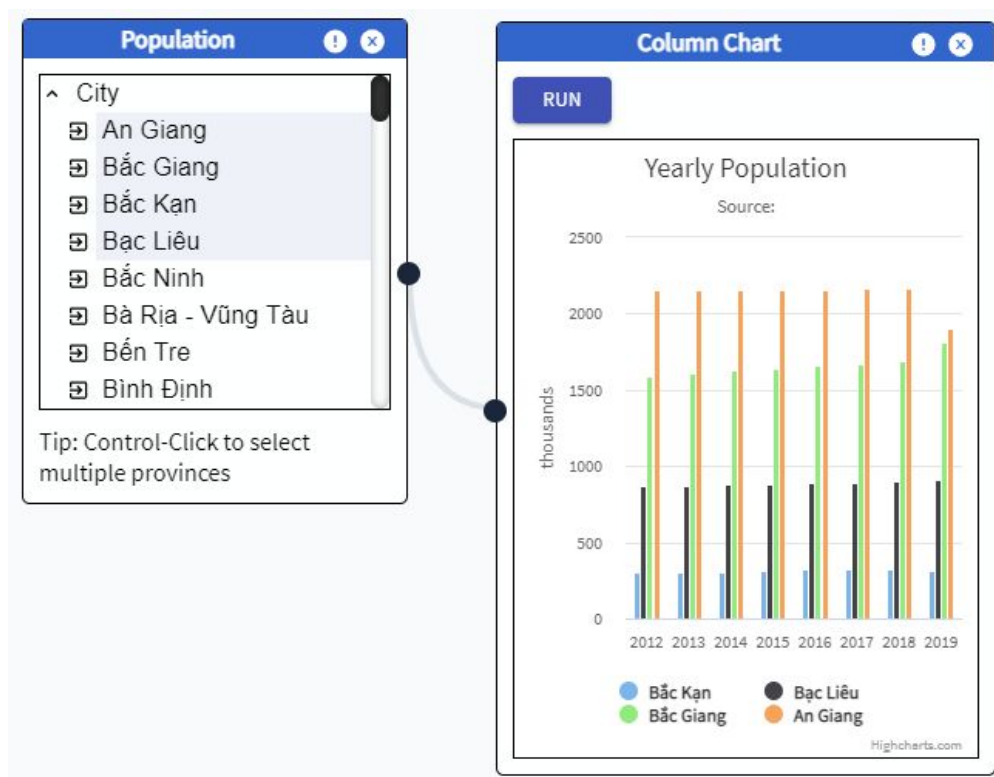 Population
City
An Giang
Bắc Giang
Bắc Kạn
Bạc Liêu
Bắc Ninh
Bà Rịa - Vũng Tàu
Bến Tre
Bình Định
Tip: Control-Click to select
multiple provinces
Column Chart
RUN
Yearly Population
Source:
thousands
2500
2000
1500
1000
500
0
2012 2013 2014 2015 2016 2017 2018 2019
Bắc Kạn Bạc Liêu
Bắc Giang An Giang
Highcharts.com